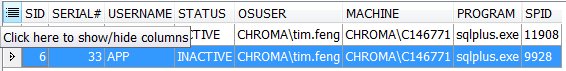 SID SERIAL# USERNAME STATUS OSUSER MACHINE PROGRAM SPID
Click here to show/hide columns CTIVE CHROMA\tim.feng CHROMA\C146771 sqlplus.exe 11908
6 33 APP INACTIVE CHROMA\tim.feng CHROMA\C146771 sqlplus.exe 9928